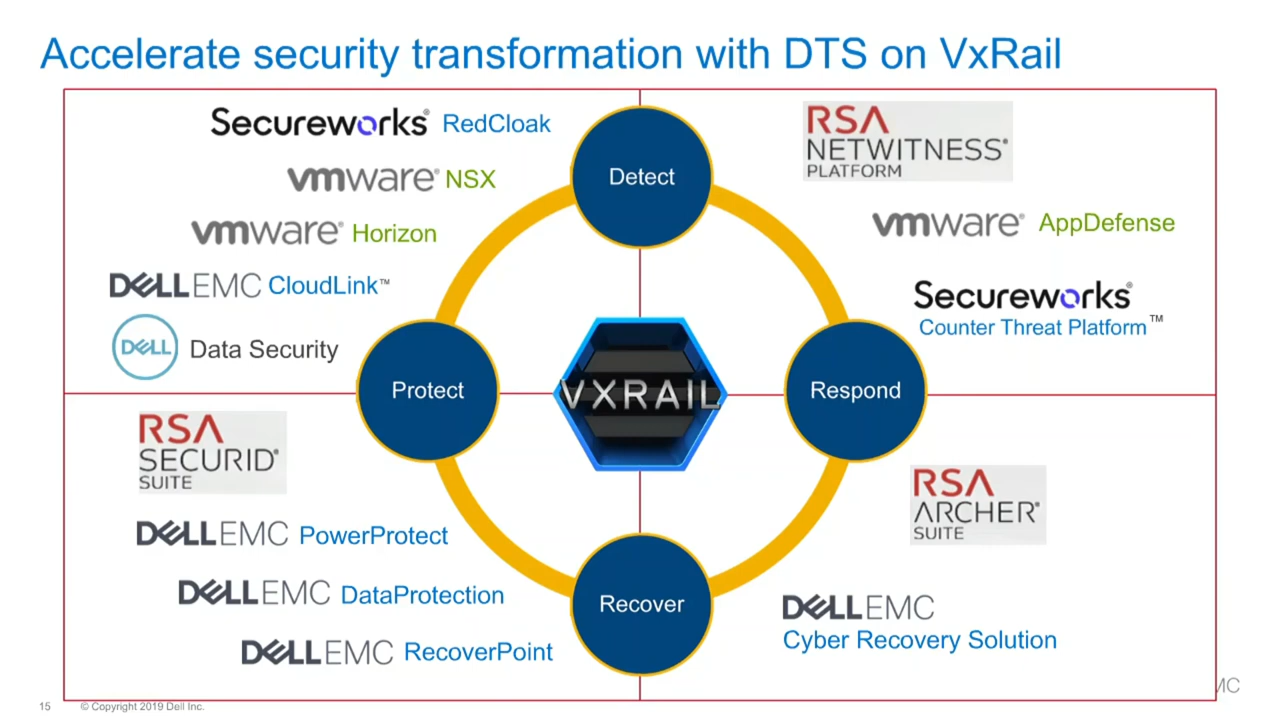 Accelerate security transformation with DTS on VxRail
Secureworks® RedCloak
vmware® NSX
vmware® Horizon
DELLEMC CloudLink™
DELL Data Security
Detect
RSA
NETWITNESS®
PLATFORM
vmware® AppDefense
Secureworks®
Counter Threat Platform™
Protect
VXRAIL
Respond
RSA
SECURID®
SUITE
DELLEMC PowerProtect
DELLEMC DataProtection
DELLEMC RecoverPoint
Recover
RSA
ARCHER®
SUITE
DELLEMC
Cyber Recovery Solution
MC
15 © Copyright 2019 Dell Inc.